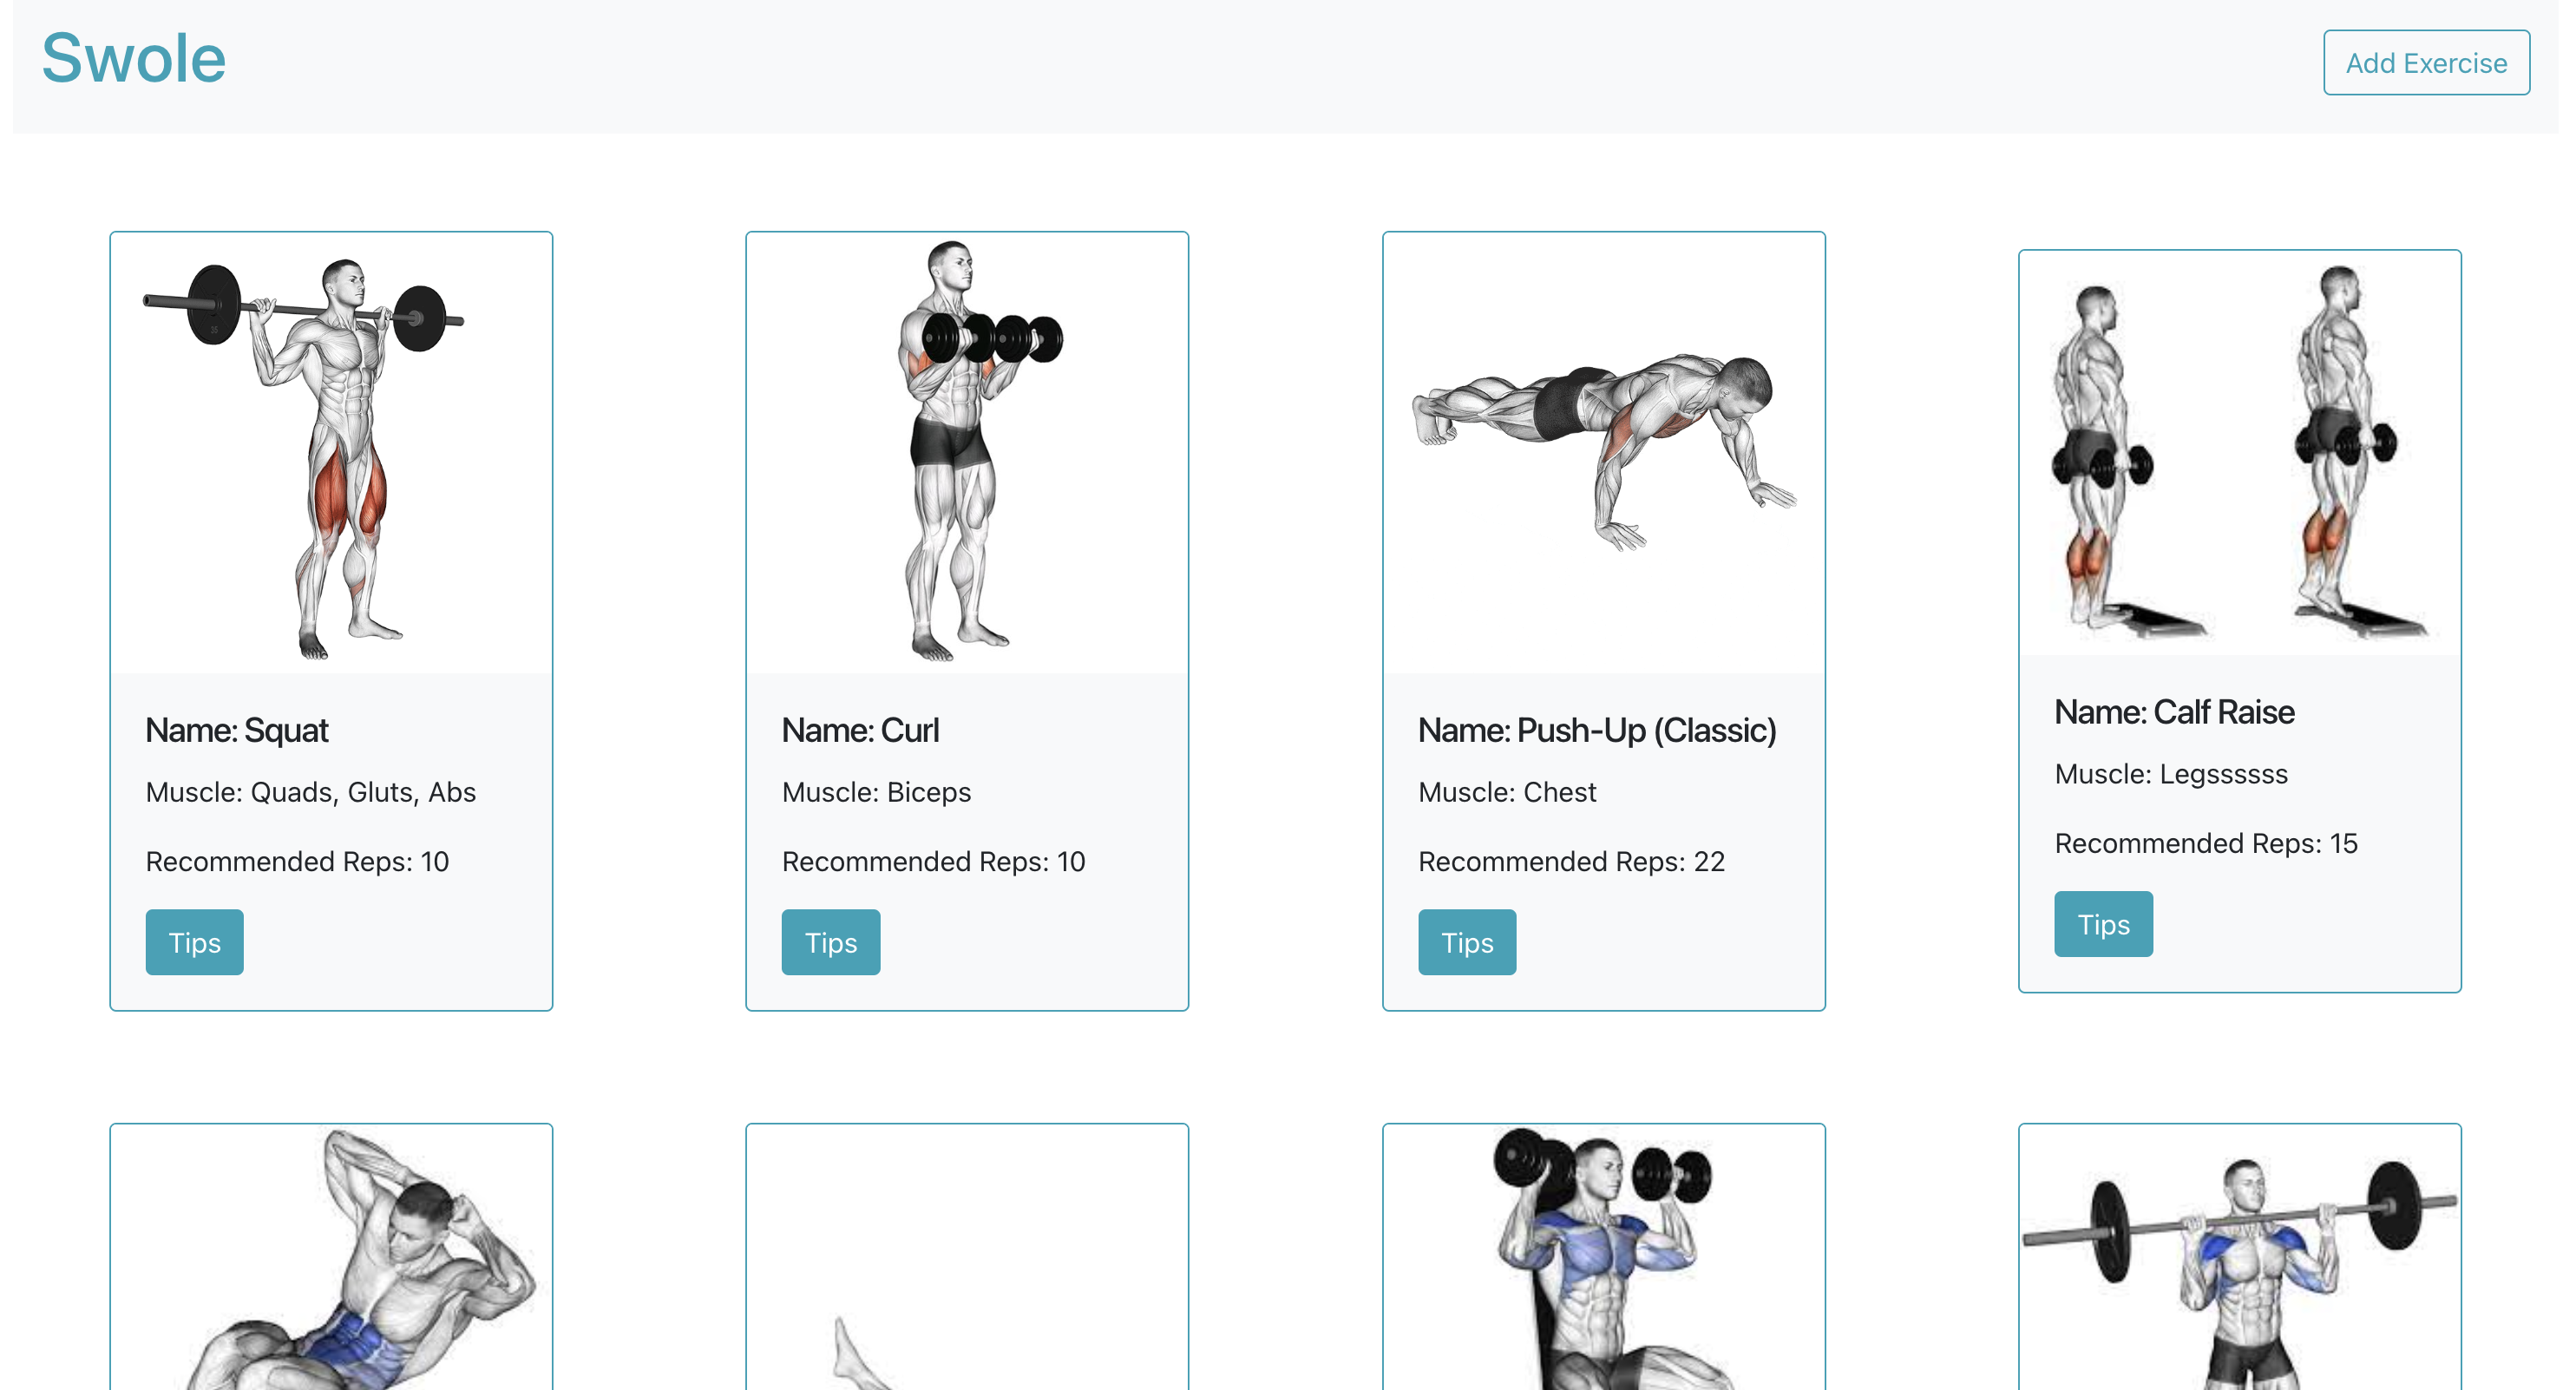 Swole
Add Exercise
Name: Squat
Muscle: Quads, Gluts, Abs
Recommended Reps: 10
Tips
Name: Curl
Muscle: Biceps
Recommended Reps: 10
Tips
Name: Push-Up (Classic)
Muscle: Chest
Recommended Reps: 22
Tips
Name: Calf Raise
Muscle: Legssssss
Recommended Reps: 15
Tips